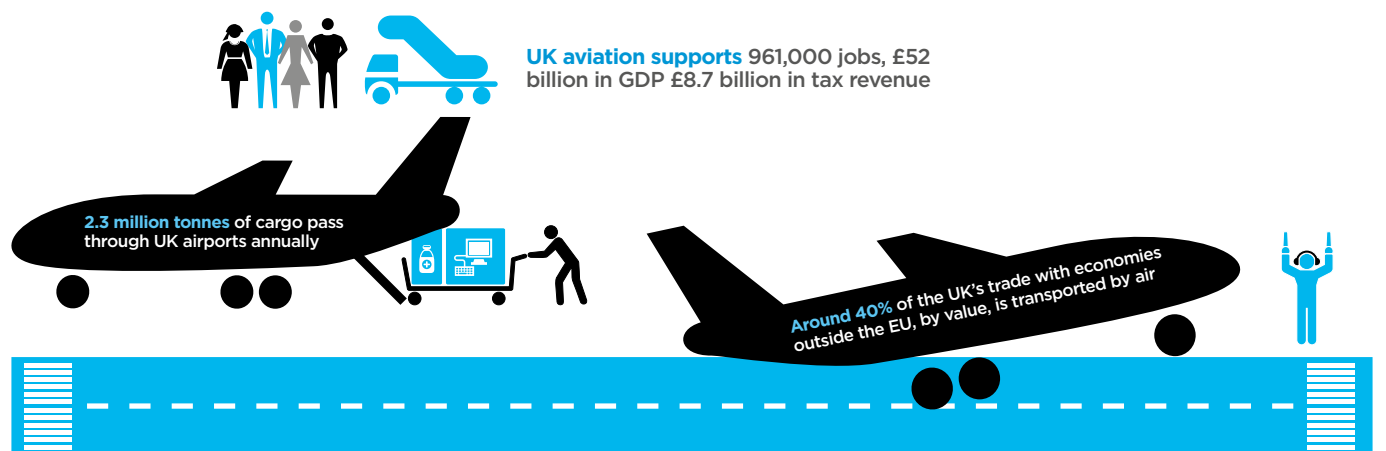 UK aviation supports 961,000 jobs, £52
billion in GDP £8.7 billion in tax revenue
2.3 million tonnes of cargo pass
through UK airports annually
Around 40% of the UK's trade with economies
outside the EU, by value, is transported by air